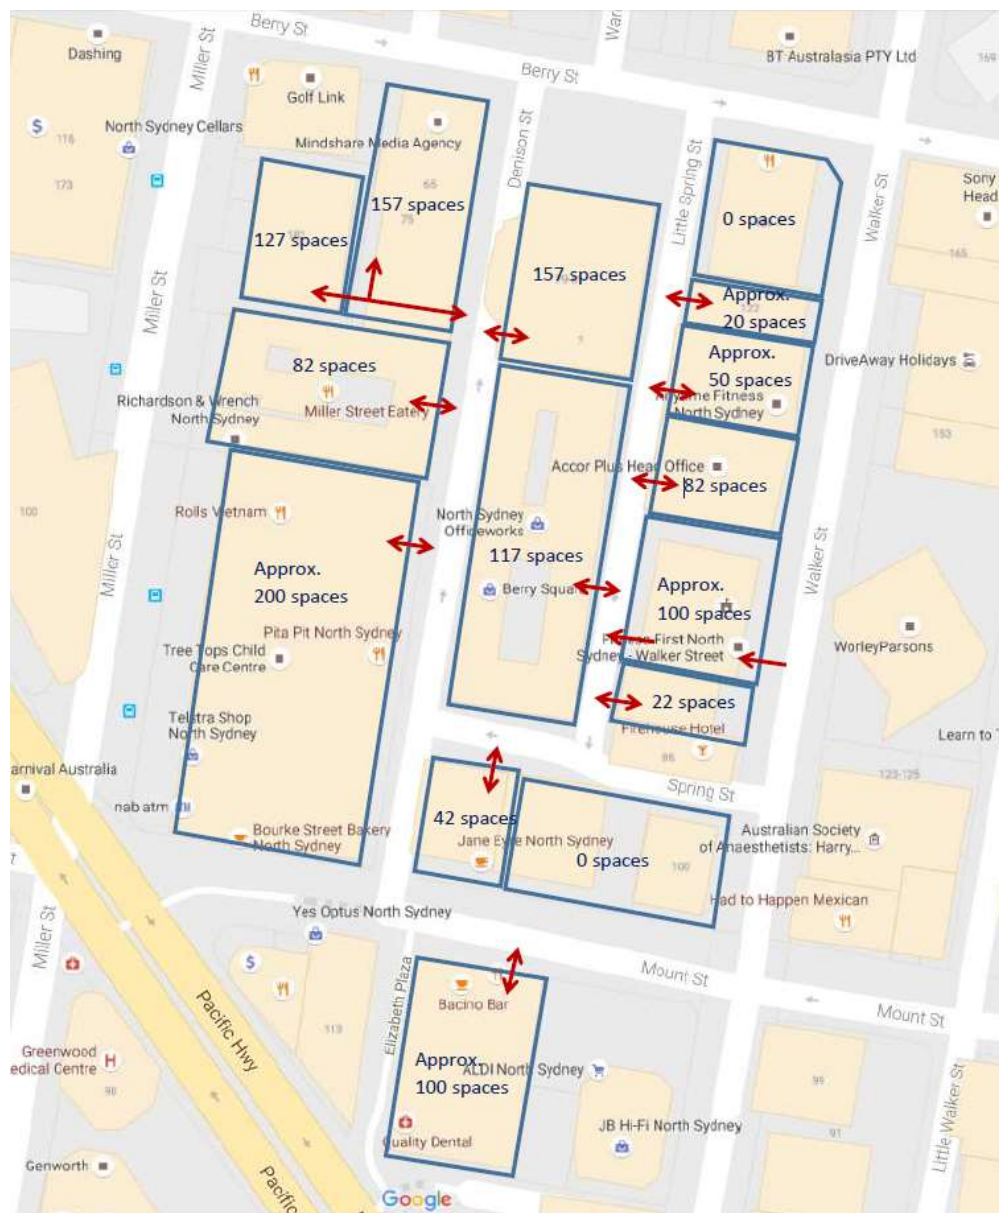 Berry St
Dashing
Miller St
Golf Link
Berry St
War
BT Australasia PTY Ltd
169
$
116
173
North Sydney Cellars
Mindshare Media Agency
65
75
157 spaces
Denison St
Little Spring St
0 spaces
Walker St
Sony
Head
165
127 spaces
157 spaces
1
Approx.
20 spaces
Miller St
82 spaces
Approx.
50 spaces
DriveAway Holidays
Richardson & Wrench
North Sydney
Miller Street Eatery
Anytime Fitness
North Sydney
153
Accor Plus Head Office
82 spaces
100
Rolls Vietnam
North Sydney
Officeworks
Miller St
Approx.
200 spaces
117 spaces
Berry Square
Approx.
100 spaces
Walker St
Pita Pit North Sydney
Tree Tops Child
Care Centre
First North
Sydney - Walker Street
WorleyParsons
22 spaces
Telstra Shop
North Sydney
Firehouse Hotel
86
Learn to
arnival Australia
123-125
Spring St
nab atm
42 spaces
Bourke Street Bakery
North Sydney
Jane Eyre North Sydney
0 spaces
100
Australian Society
of Anaesthetists: Harry...
Had to Happen Mexican
Miller St
Yes Optus North Sydney
$
Elizabeth Plaza
Mount St
Bacino Bar
Mount St
Pacific Hwy
113
Greenwood
edical Centre
H
90
Approx.
100 spaces
ALDI North Sydney
99
91
JB Hi-Fi North Sydney
Quality Dental
Little Walker St
Genworth
Pacific
Google